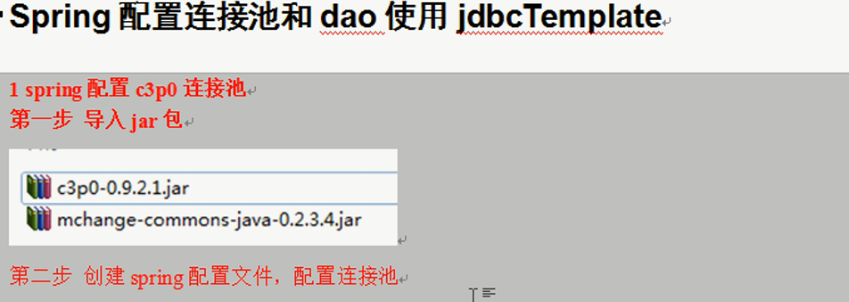 Spring 配置连接池和 dao 使用 jdbcTemplate
1 spring 配置 c3p0 连接池
第一步 导入 jar 包
c3p0-0.9.2.1.jar
mchange-commons-java-0.2.3.4.jar
第二步 创建 spring 配置文件，配置连接池